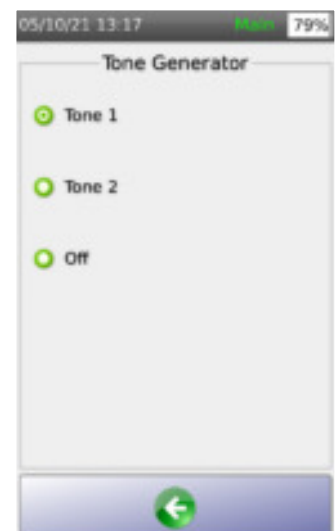 05/10/21 13:17 Main 79%
Tone Generator
Tone 1
Tone 2
Off